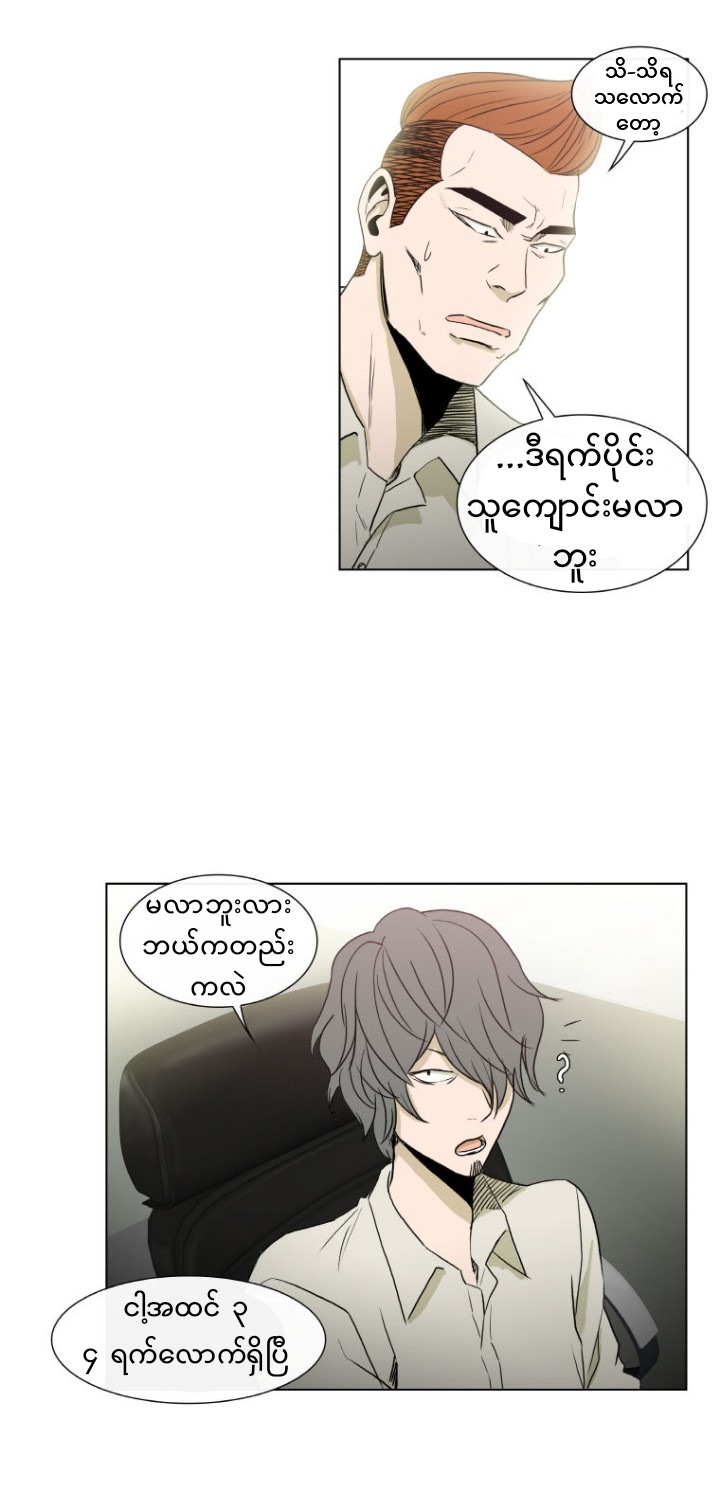 သိ-သိရ
သလောက်
တော့
...ဒီရက်ပိုင်း
သူကျောင်းမလာ
ဘူး
မလာဘူးလား
ဘယ်ကတည်း
ကလဲ
?
ငါ့အထင် ၃
၄ ရက်လောက်ရှိပြီ